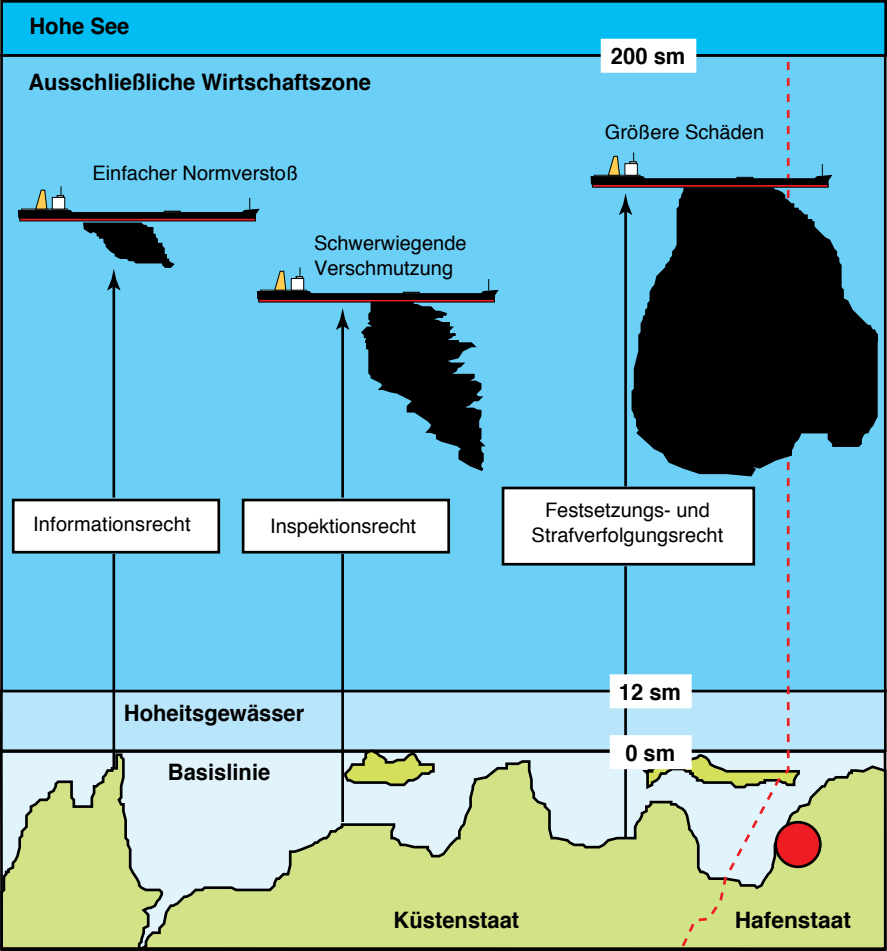 Hohe See
200 sm
Ausschließliche Wirtschaftszone
Größere Schäden
Einfacher Normverstoß
Schwerwiegende
Verschmutzung
Informationsrecht
Inspektionsrecht
Festsetzungs- und
Strafverfolgungsrecht
12 sm
Hoheitsgewässer
0 sm
Basislinie
Küstenstaat
Hafenstaat